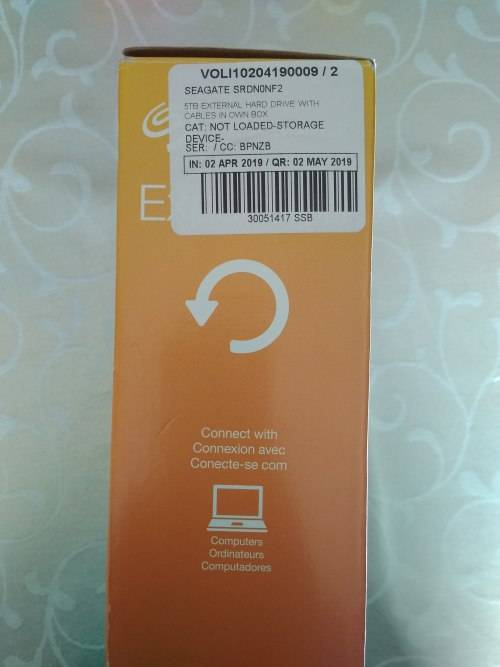 VOLI10204190009 / 2
SEAGATE SRDN0NF2
5TB EXTERNAL HARD DRIVE WITH
CABLES IN OWN BOX
CAT: NOT LOADED-STORAGE
DEVICE-
SER: / CC: BPNZB
IN: 02 APR 2019 / QR: 02 MAY 2019
30051417 SSB
Connect with
Connexion avec
Conecte-se com
Computers
Ordinateurs
Computadores